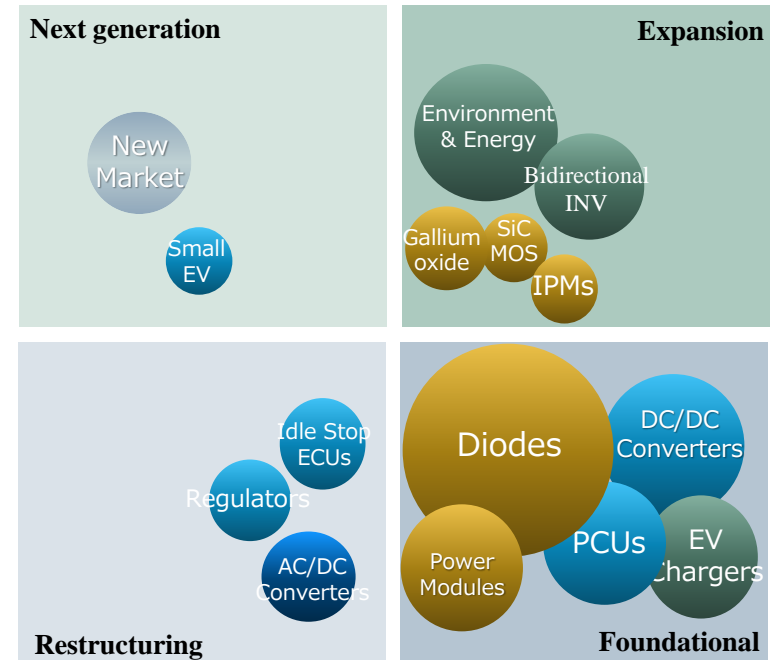 Next generation
New
Market
Small
EV
Expansion
Environment
& Energy
Bidirectional
INV
Gallium
oxide
SiC
MOS
IPMs
Idle Stop
ECUs
Regulators
AC/DC
Converters
Restructuring
Diodes
DC/DC
Converters
Power
Modules
PCUs
EV
Chargers
Foundational